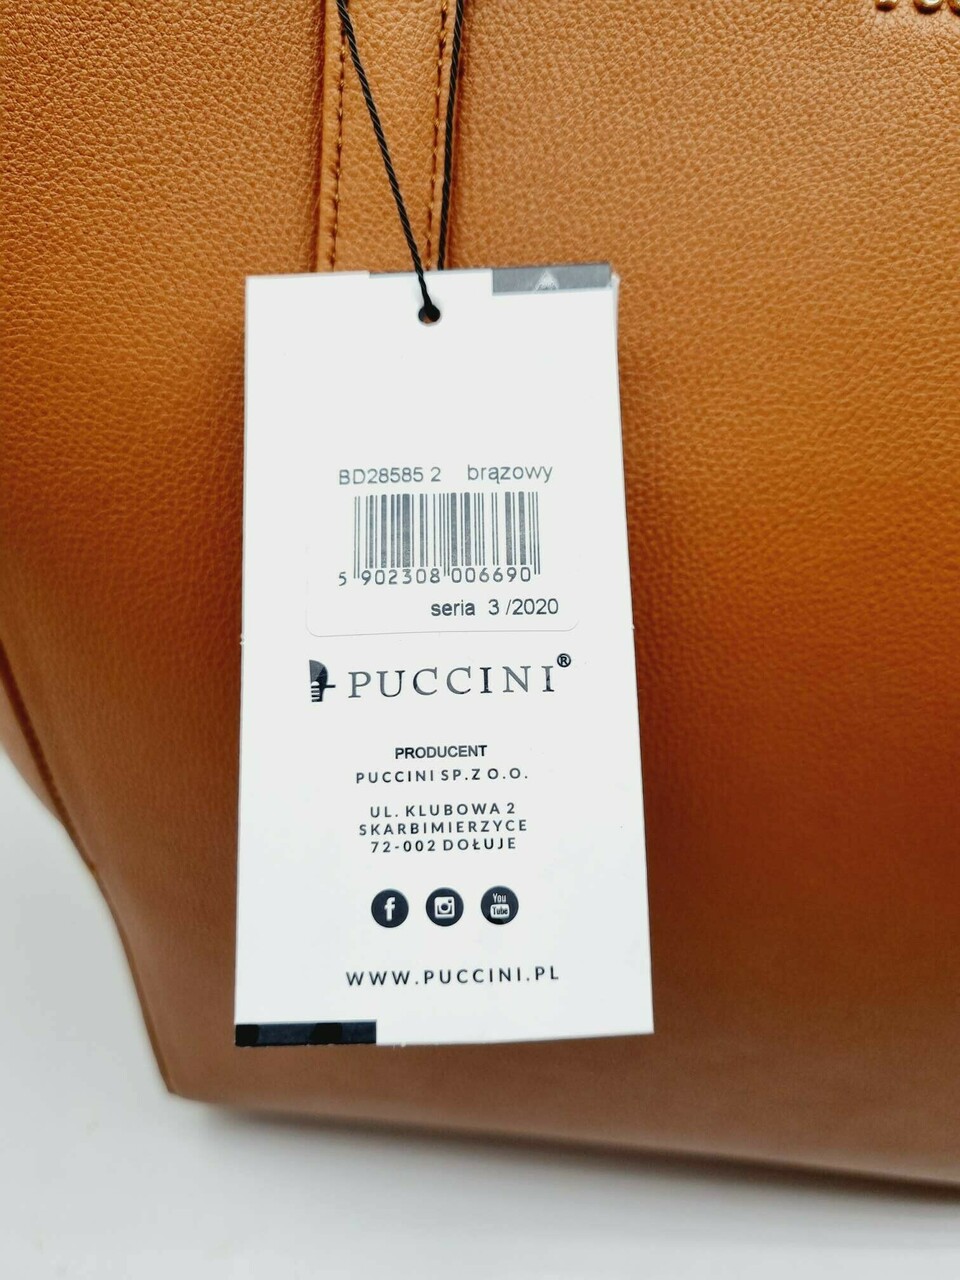 BD28585 2 brązowy
5 902308 006690
seria 3 /2020
PUCCINI®
PRODUCENT
PUCCINI SP.Z O.O.
UL. KLUBOWA 2
SKARBIMIERZYCE
72-002 DOŁUJE
f
You Tube
WWW.PUCCINI.PL